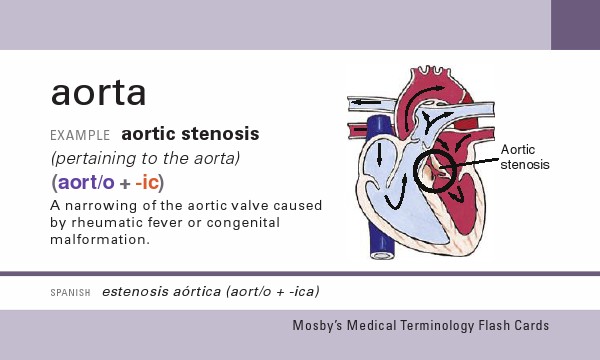 aorta
EXAMPLE aortic stenosis
(pertaining to the aorta)
(aort/o + -ic)
A narrowing of the aortic valve caused
by rheumatic fever or congenital
malformation.
Aortic
stenosis
SPANISH estenosis aórtica (aort/o + -ica)
Mosby's Medical Terminology Flash Cards